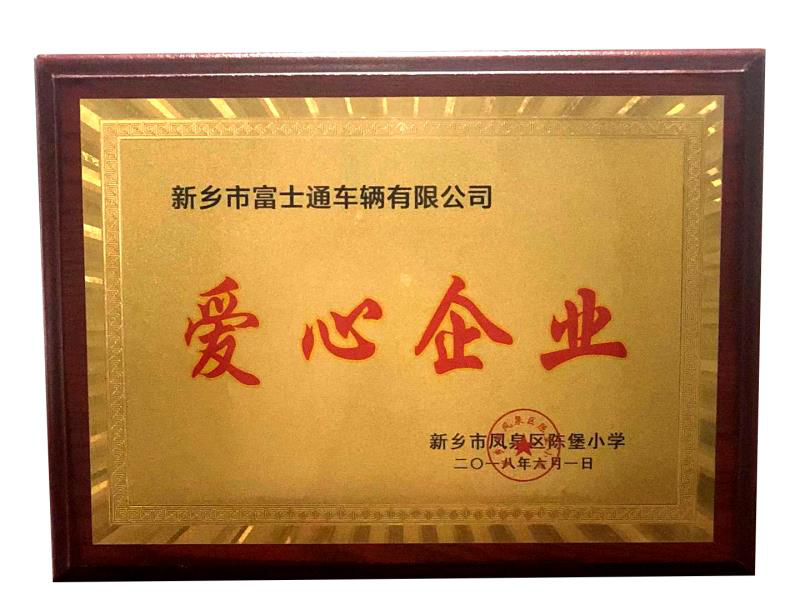 新乡市富士通车辆有限公司
爱心企业
新乡市凤泉区陈堡小学
二〇一八年六月一日